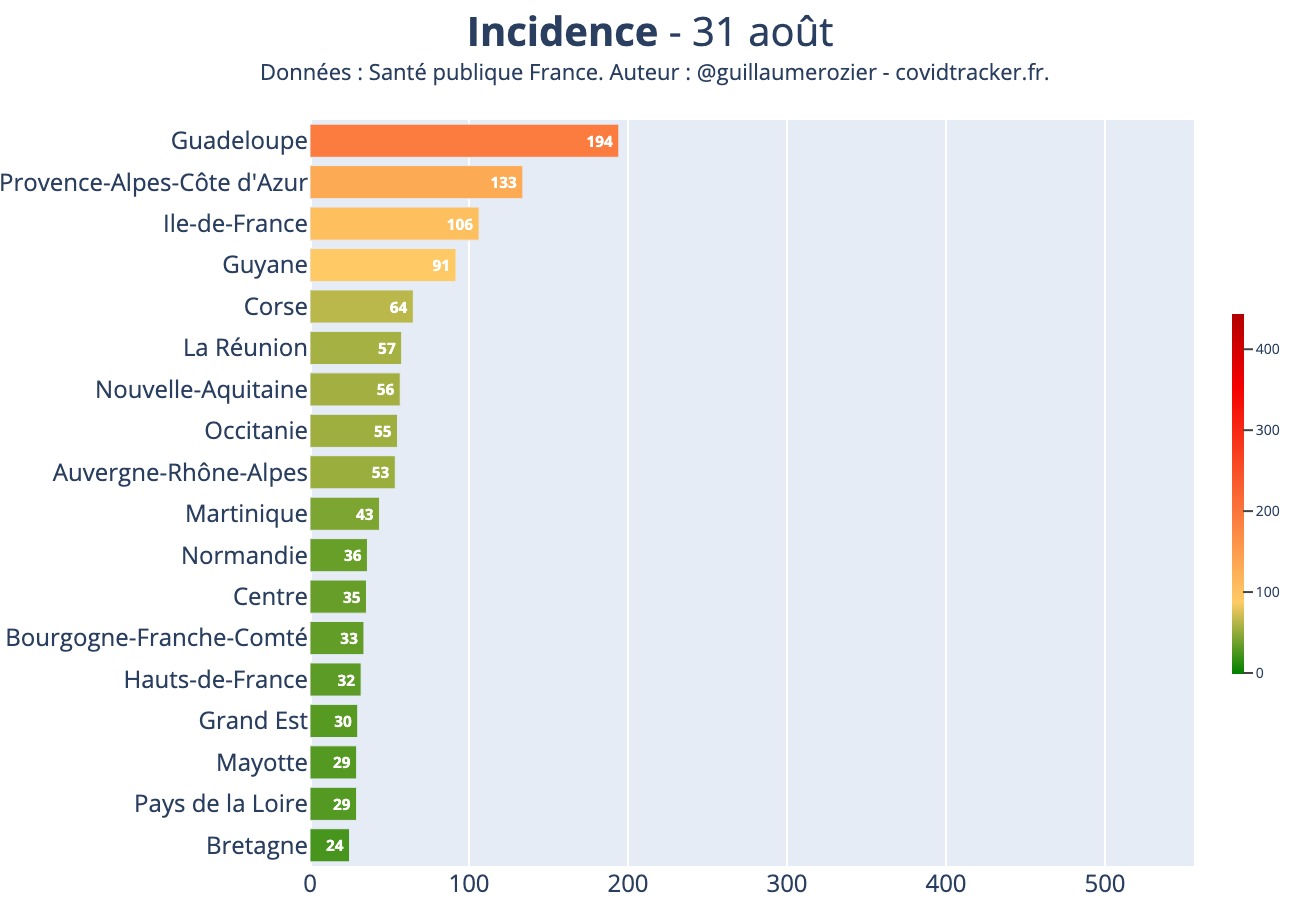 Incidence - 31 août
Données : Santé publique France. Auteur : @guillaumerozier - covidtracker.fr.
Guadeloupe 194
Provence-Alpes-Côte d'Azur 133
Ile-de-France 106
Guyane 91
Corse 64
La Réunion 57
Nouvelle-Aquitaine 56
Occitanie 55
Auvergne-Rhône-Alpes 53
Martinique 43
Normandie 36
Centre 35
Bourgogne-Franche-Comté 33
Hauts-de-France 32
Grand Est 30
Mayotte 29
Pays de la Loire 29
Bretagne 24
0 100 200 300 400 500
400
300
200
100
0